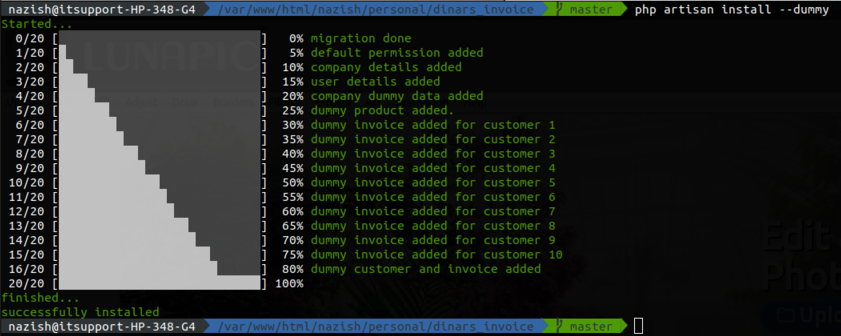 nazish@itsupport-HP-348-G4 /var/www/html/nazish/personal/dinars_invoice master php artisan install --dummy
Started...
0/20 [ ] 0% migration done
1/20 [ ] 5% default permission added
2/20 [ ] 10% company details added
3/20 [ ] 15% user details added
4/20 [ ] 20% company dummy data added
5/20 [ ] 25% dummy product added.
6/20 [ ] 30% dummy invoice added for customer 1
7/20 [ ] 35% dummy invoice added for customer 2
8/20 [ ] 40% dummy invoice added for customer 3
9/20 [ ] 45% dummy invoice added for customer 4
10/20 [ ] 50% dummy invoice added for customer 5
11/20 [ ] 55% dummy invoice added for customer 6
12/20 [ ] 60% dummy invoice added for customer 7
13/20 [ ] 65% dummy invoice added for customer 8
14/20 [ ] 70% dummy invoice added for customer 9
15/20 [ ] 75% dummy invoice added for customer 10
16/20 [ ] 80% dummy customer and invoice added
20/20 [ ] 100%
finished...
successfully installed
nazish@itsupport-HP-348-G4 /var/www/html/nazish/personal/dinars_invoice master
LUNAPIC
Edit
Phot
Uplo